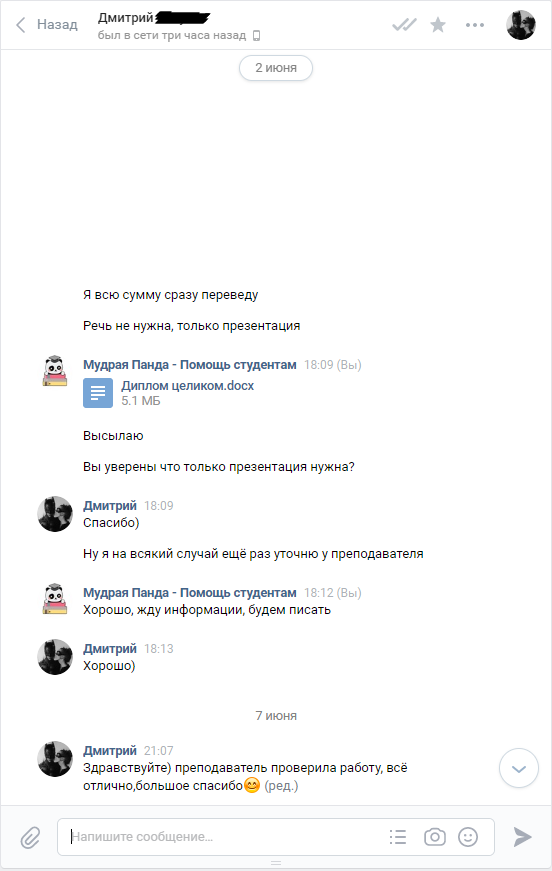 Назад
Дмитрий
был в сети три часа назад
2 июня
Я всю сумму сразу переведу
Речь не нужна, только презентация
Мудрая Панда - Помощь студентам 18:09 (Вы)
Диплом целиком.docx
5.1 МБ
Высылаю
Вы уверены что только презентация нужна?
Дмитрий 18:09
Спасибо)
Ну я на всякий случай ещё раз уточню у преподавателя
Мудрая Панда - Помощь студентам 18:12 (Вы)
Хорошо, жду информации, будем писать
Дмитрий 18:13
Хорошо)
7 июня
Дмитрий 21:07
Здравствуйте) преподаватель проверила работу, всё
отлично,большое спасибо😊 (ред.)
Напишите сообщение...